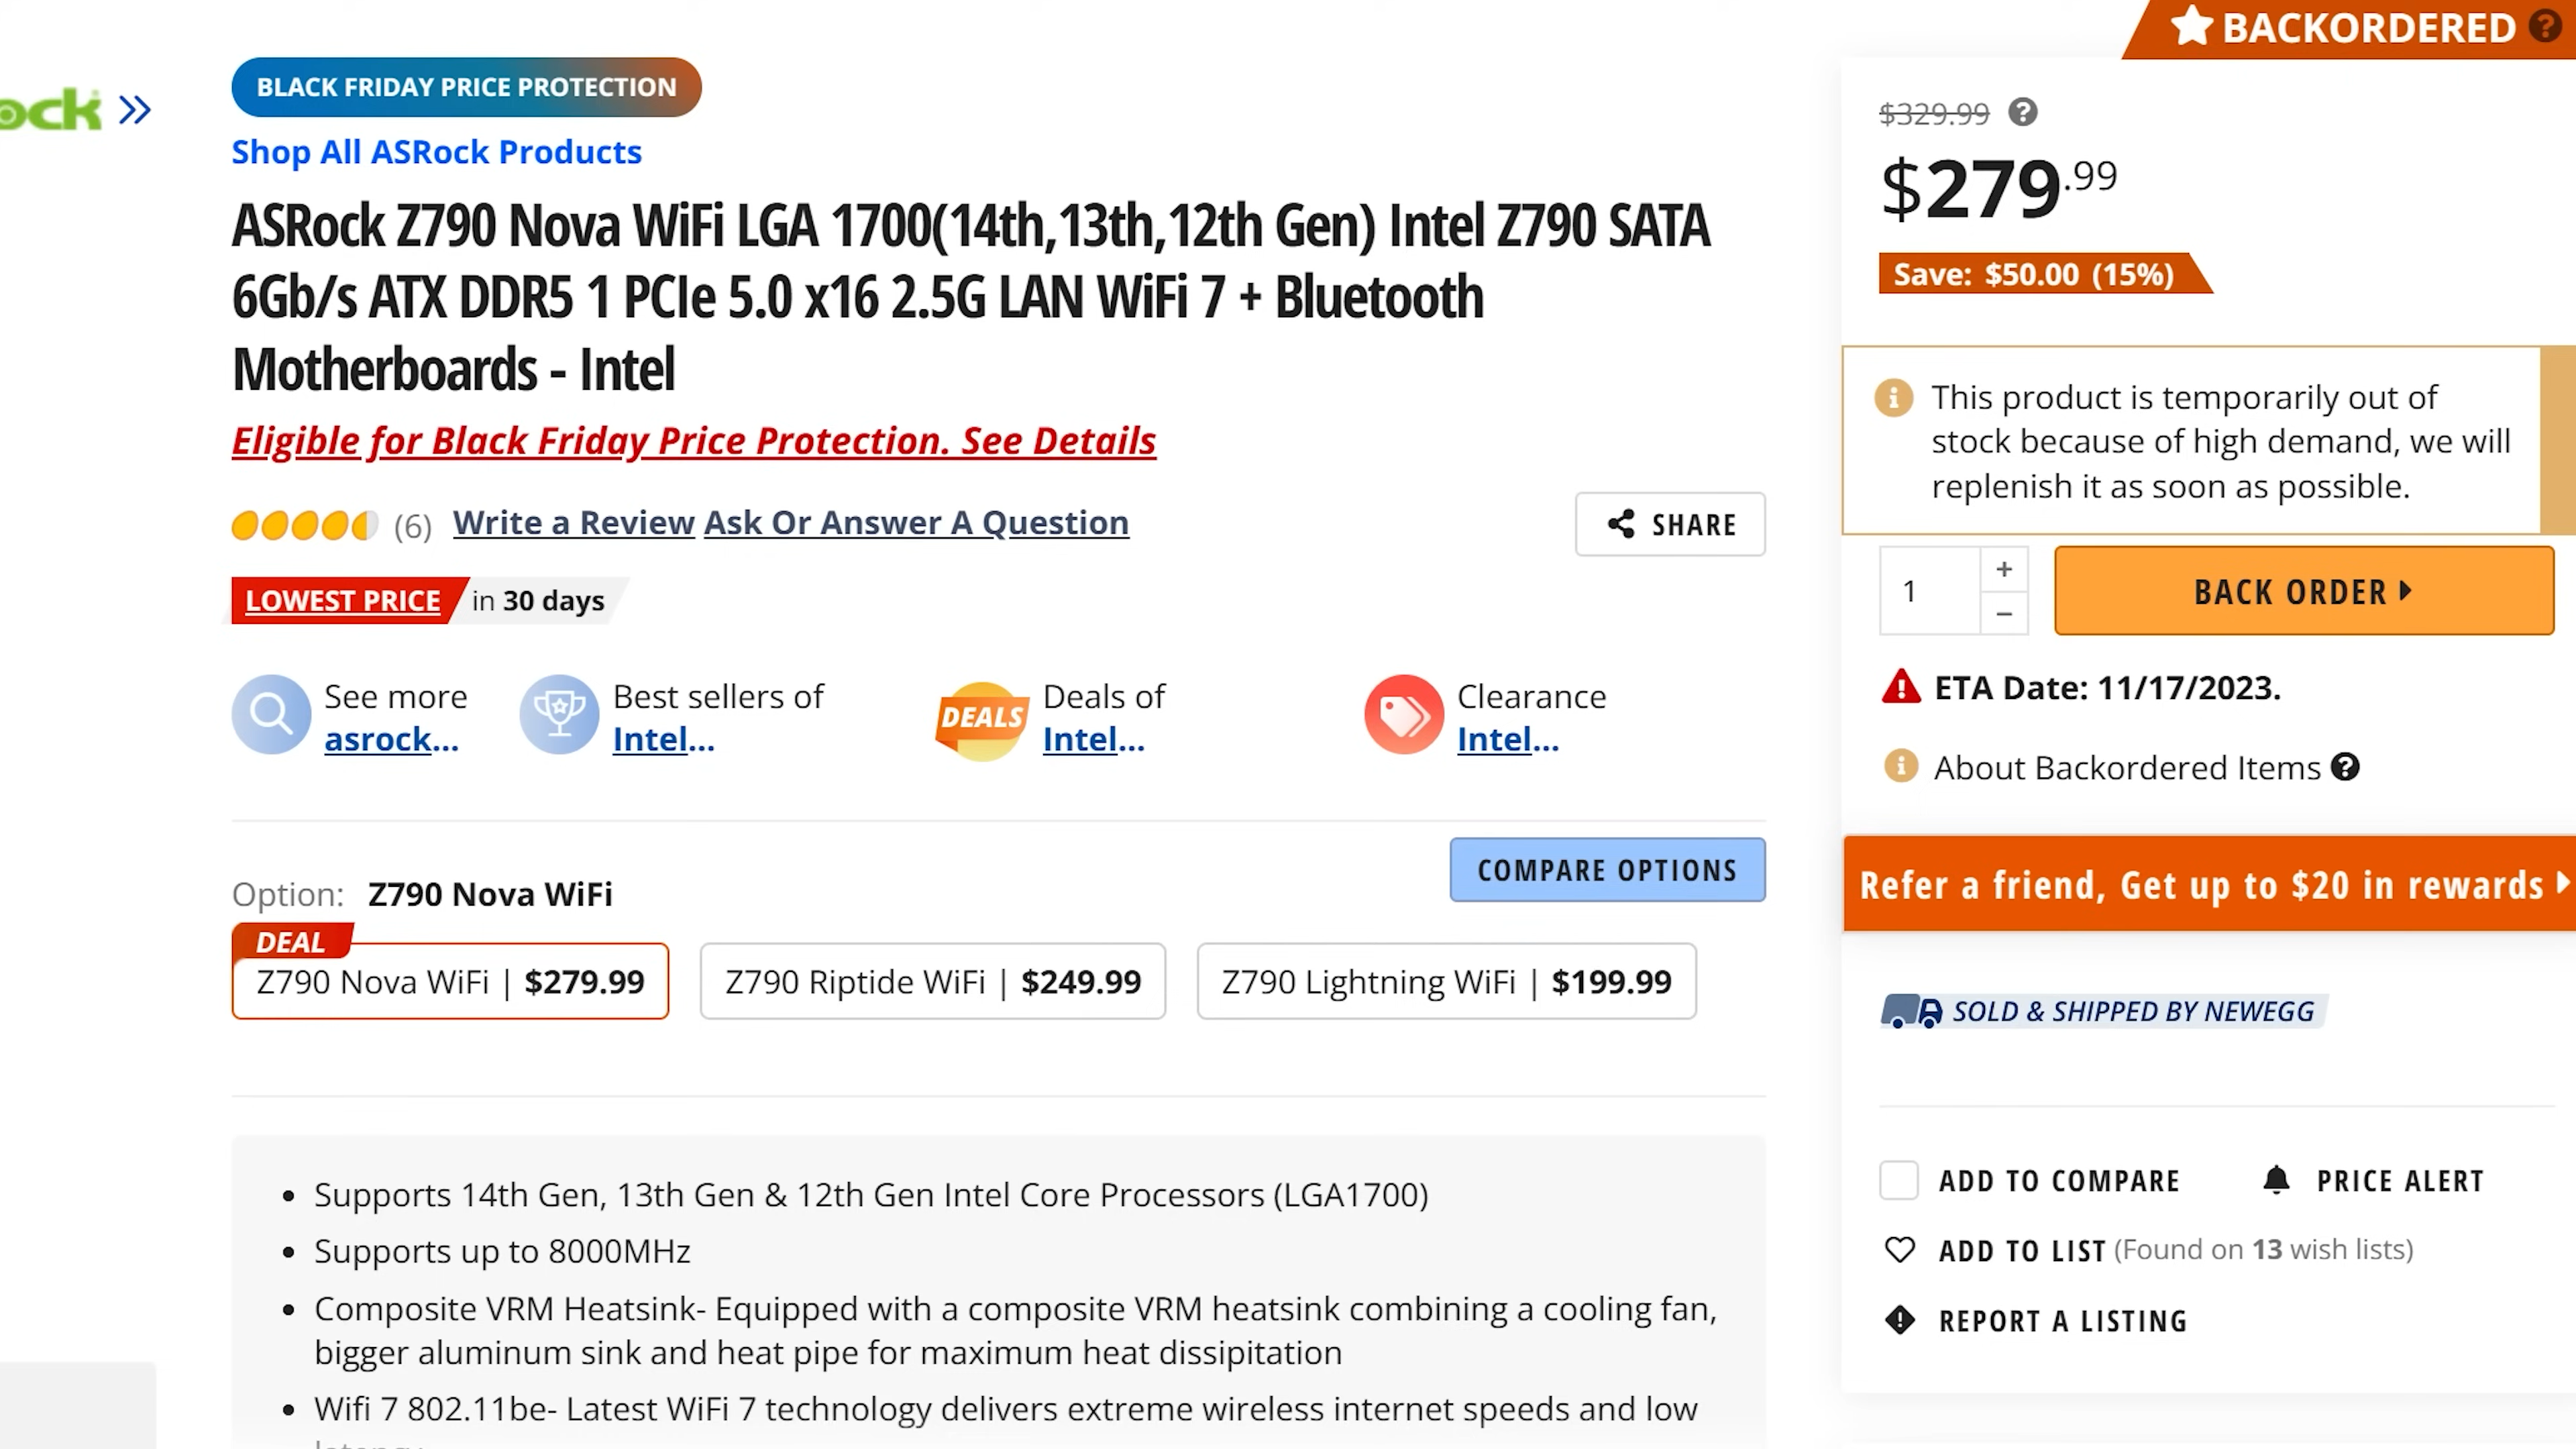 BACKORDERED
ock
BLACK FRIDAY PRICE PROTECTION
Shop All ASRock Products
ASRock Z790 Nova WiFi LGA 1700(14th,13th,12th Gen) Intel Z790 SATA
6Gb/s ATX DDR5 1 PCIe 5.0 x16 2.5G LAN WiFi 7 + Bluetooth
Motherboards - Intel
Eligible for Black Friday Price Protection. See Details
(6) Write a Review Ask Or Answer A Question
SHARE
LOWEST PRICE in 30 days
See more
asrock...
Best sellers of
Intel...
DEALS
Deals of
Intel...
Clearance
Intel...
COMPARE OPTIONS
Option: Z790 Nova WiFi
DEAL
Z790 Nova WiFi | $279.99
Z790 Riptide WiFi | $249.99
Z790 Lightning WiFi | $199.99
• Supports 14th Gen, 13th Gen & 12th Gen Intel Core Processors (LGA1700)
• Supports up to 8000MHz
• Composite VRM Heatsink- Equipped with a composite VRM heatsink combining a cooling fan,
bigger aluminum sink and heat pipe for maximum heat dissipitation
• Wifi 7 802.11be- Latest WiFi 7 technology delivers extreme wireless internet speeds and low
$329.99
$279.99
Save: $50.00 (15%)
This product is temporarily out of
stock because of high demand, we will
replenish it as soon as possible.
1
+
−
BACK ORDER
ETA Date: 11/17/2023.
About Backordered Items
Refer a friend, Get up to $20 in rewards
SOLD & SHIPPED BY NEWEGG
ADD TO COMPARE
PRICE ALERT
ADD TO LIST (Found on 13 wish lists)
REPORT A LISTING